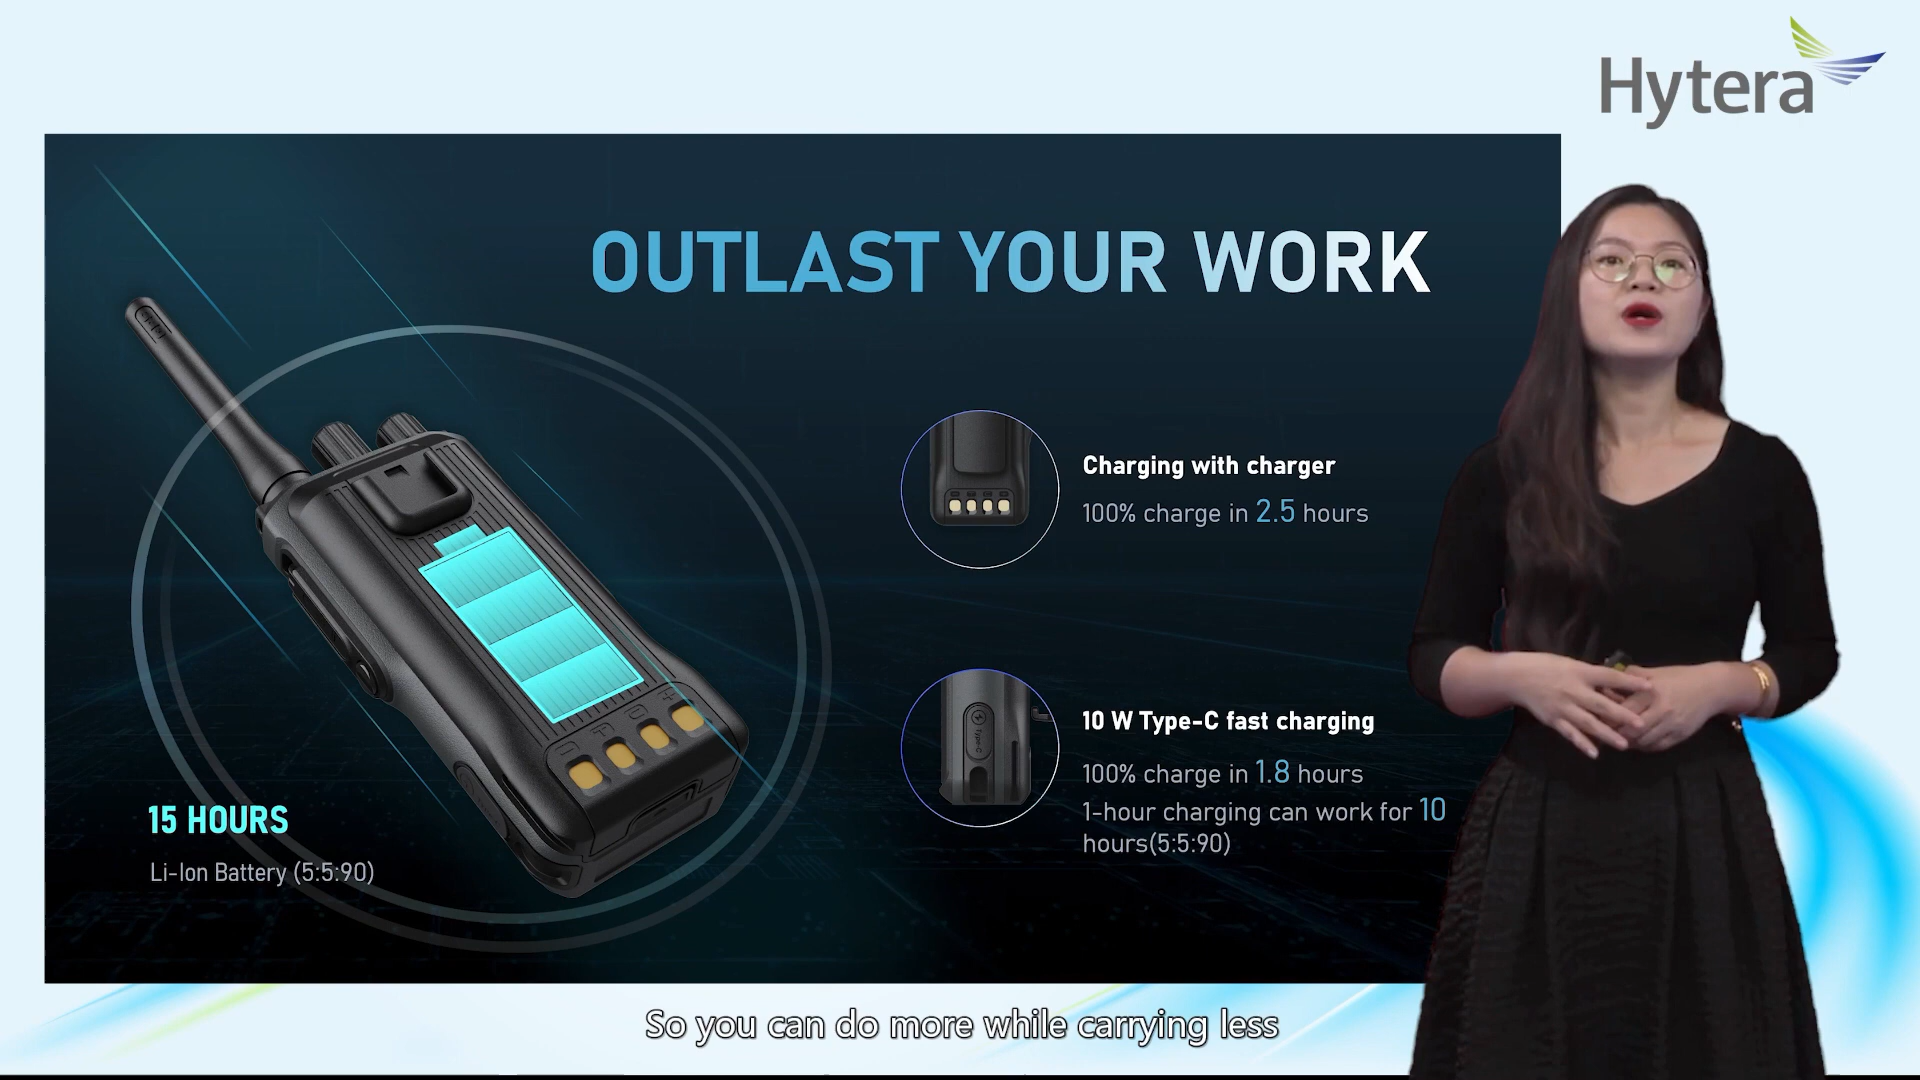 Hytera
OUTLAST YOUR WORK
Charging with charger
100% charge in 2.5 hours
Type-C
10 W Type-C fast charging
100% charge in 1.8 hours
1-hour charging can work for 10
hours(5:5:90)
15 HOURS
Li-Ion Battery (5:5:90)
So you can do more while carrying less